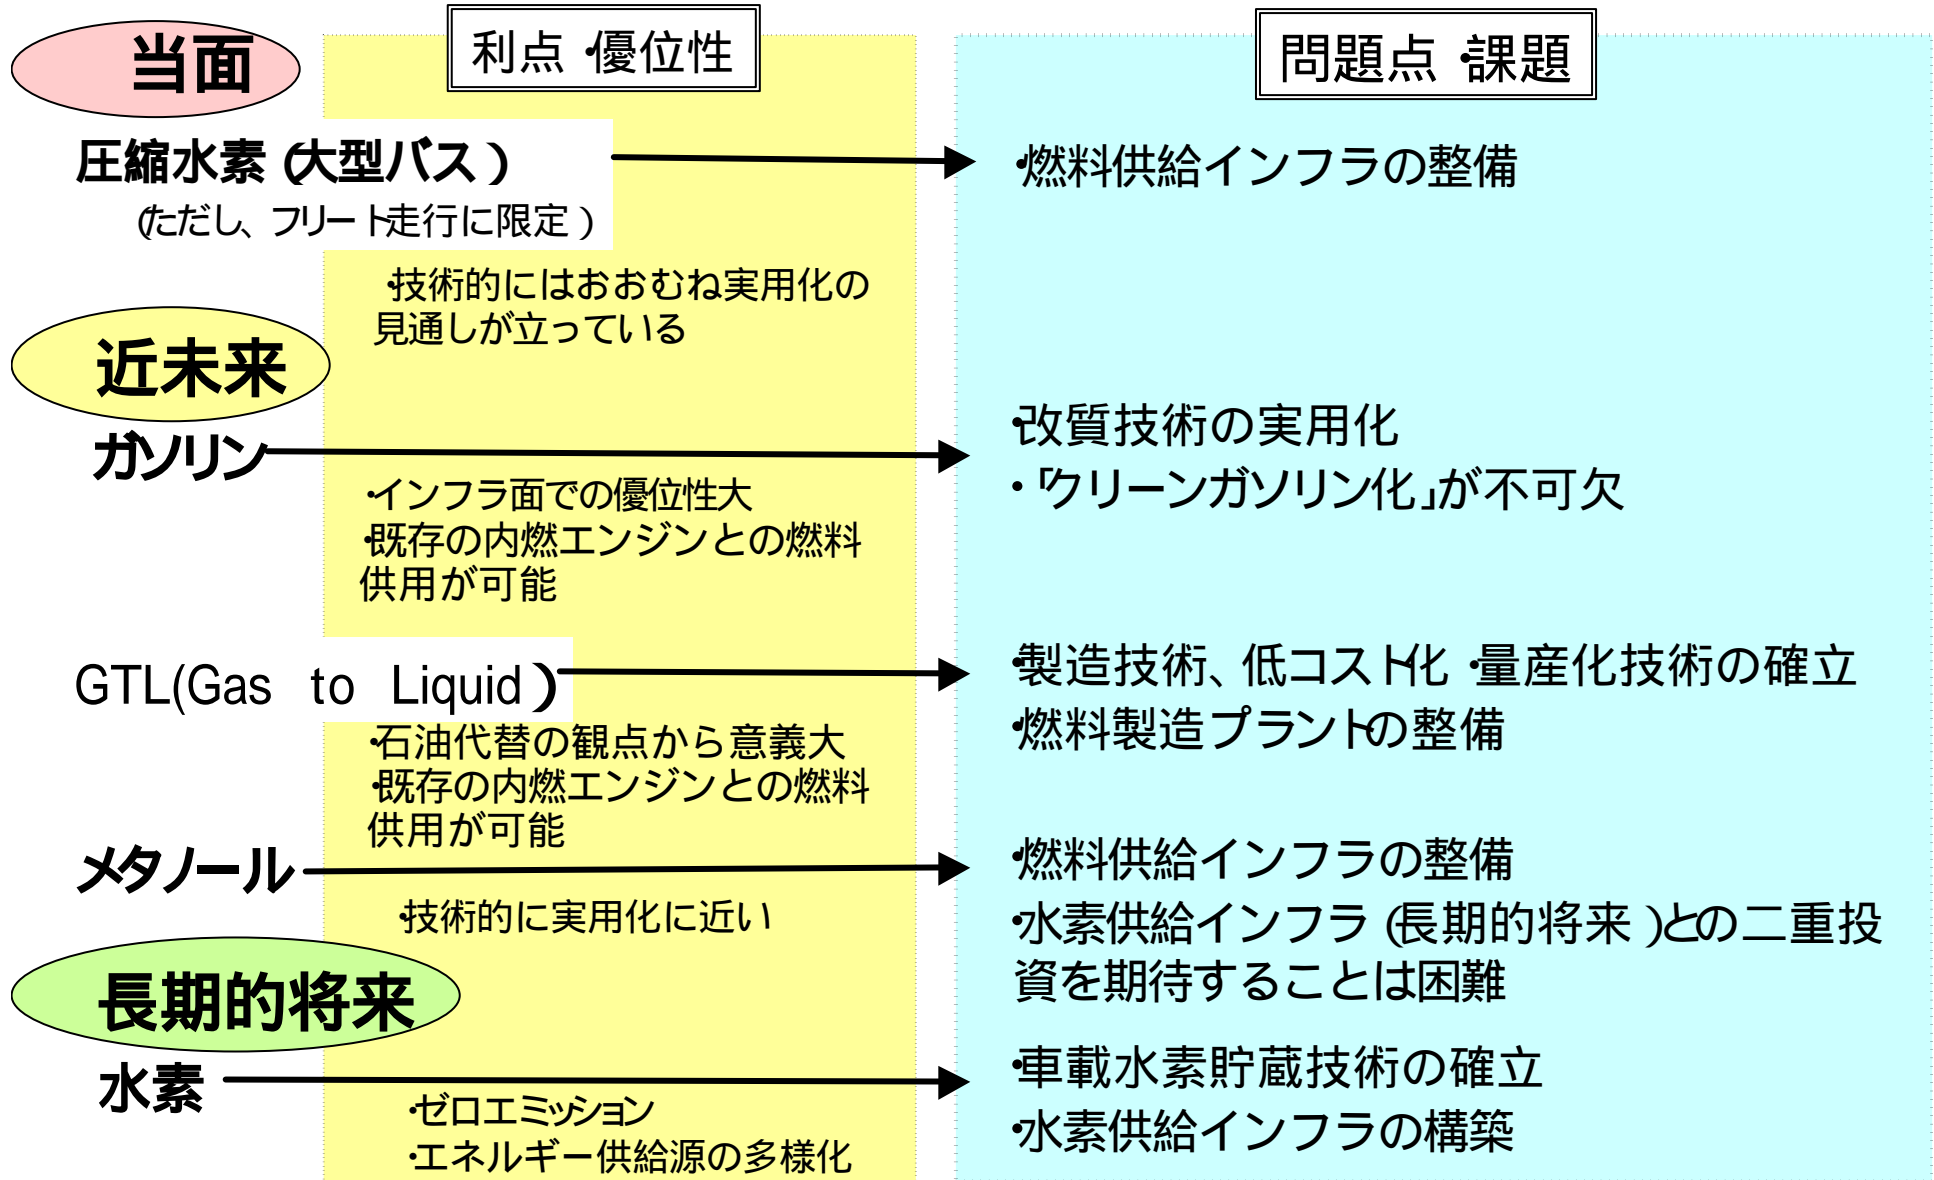 当面
利点・優位性
問題点・課題
圧縮水素(大型バス)
(ただし、フリート走行に限定)
・燃料供給インフラの整備
・技術的にはおおむね実用化の
見通しが立っている
近未来
ガソリン
・改質技術の実用化
・「クリーンガソリン化」が不可欠
・インフラ面での優位性大
・既存の内燃エンジンとの燃料
供用が可能
GTL(Gas to Liquid)
・製造技術、低コスト化・量産化技術の確立
・燃料製造プラントの整備
・石油代替の観点から意義大
・既存の内燃エンジンとの燃料
供用が可能
メタノール
・燃料供給インフラの整備
・水素供給インフラ(長期的将来)との二重投
資を期待することは困難
・技術的に実用化に近い
長期的将来
水素
・車載水素貯蔵技術の確立
・水素供給インフラの構築
・ゼロエミッション
・エネルギー供給源の多様化